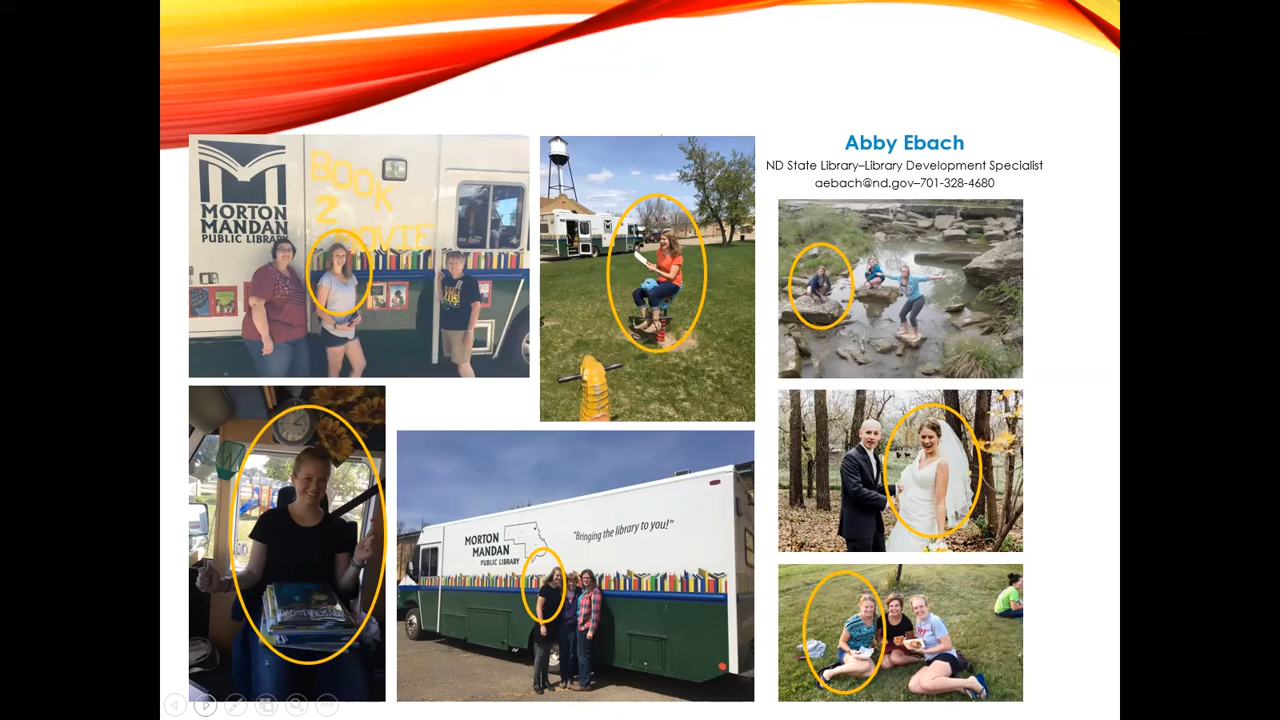 Abby Ebach
ND State Library–Library Development Specialist
aebach@nd.gov–701-328-4680
MORTON
MANDAN
PUBLIC LIBRARY
BOOK
2
MOVIE
MORTON
MANDAN
PUBLIC LIBRARY
"Bringing the library to you!"